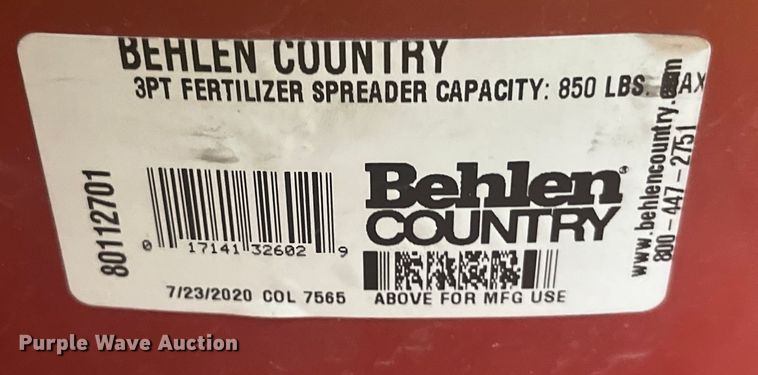 BEHLEN COUNTRY
3PT FERTILIZER SPREADER CAPACITY: 850 LBS. MAX
80112701
0 17141 32602 9
7/23/2020 COL 7565
Behlen®
COUNTRY
ABOVE FOR MFG USE
www.behlencountry.com
800-447-2751
Purple Wave Auction